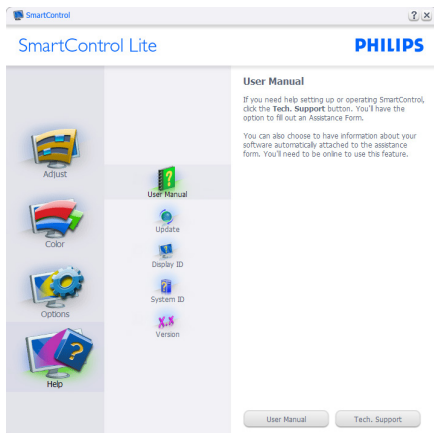 SmartControl
SmartControl Lite
PHILIPS
Adjust
Color
Options
Help
User Manual
Update
Display ID
System ID
X.X
Version
User Manual
If you need help setting up or operating SmartControl,
click the Tech. Support button. You'll have the
option to fill out an Assistance Form.
You can also choose to have information about your
software automatically attached to the assistance
form. You'll need to be online to use this feature.
User Manual
Tech. Support